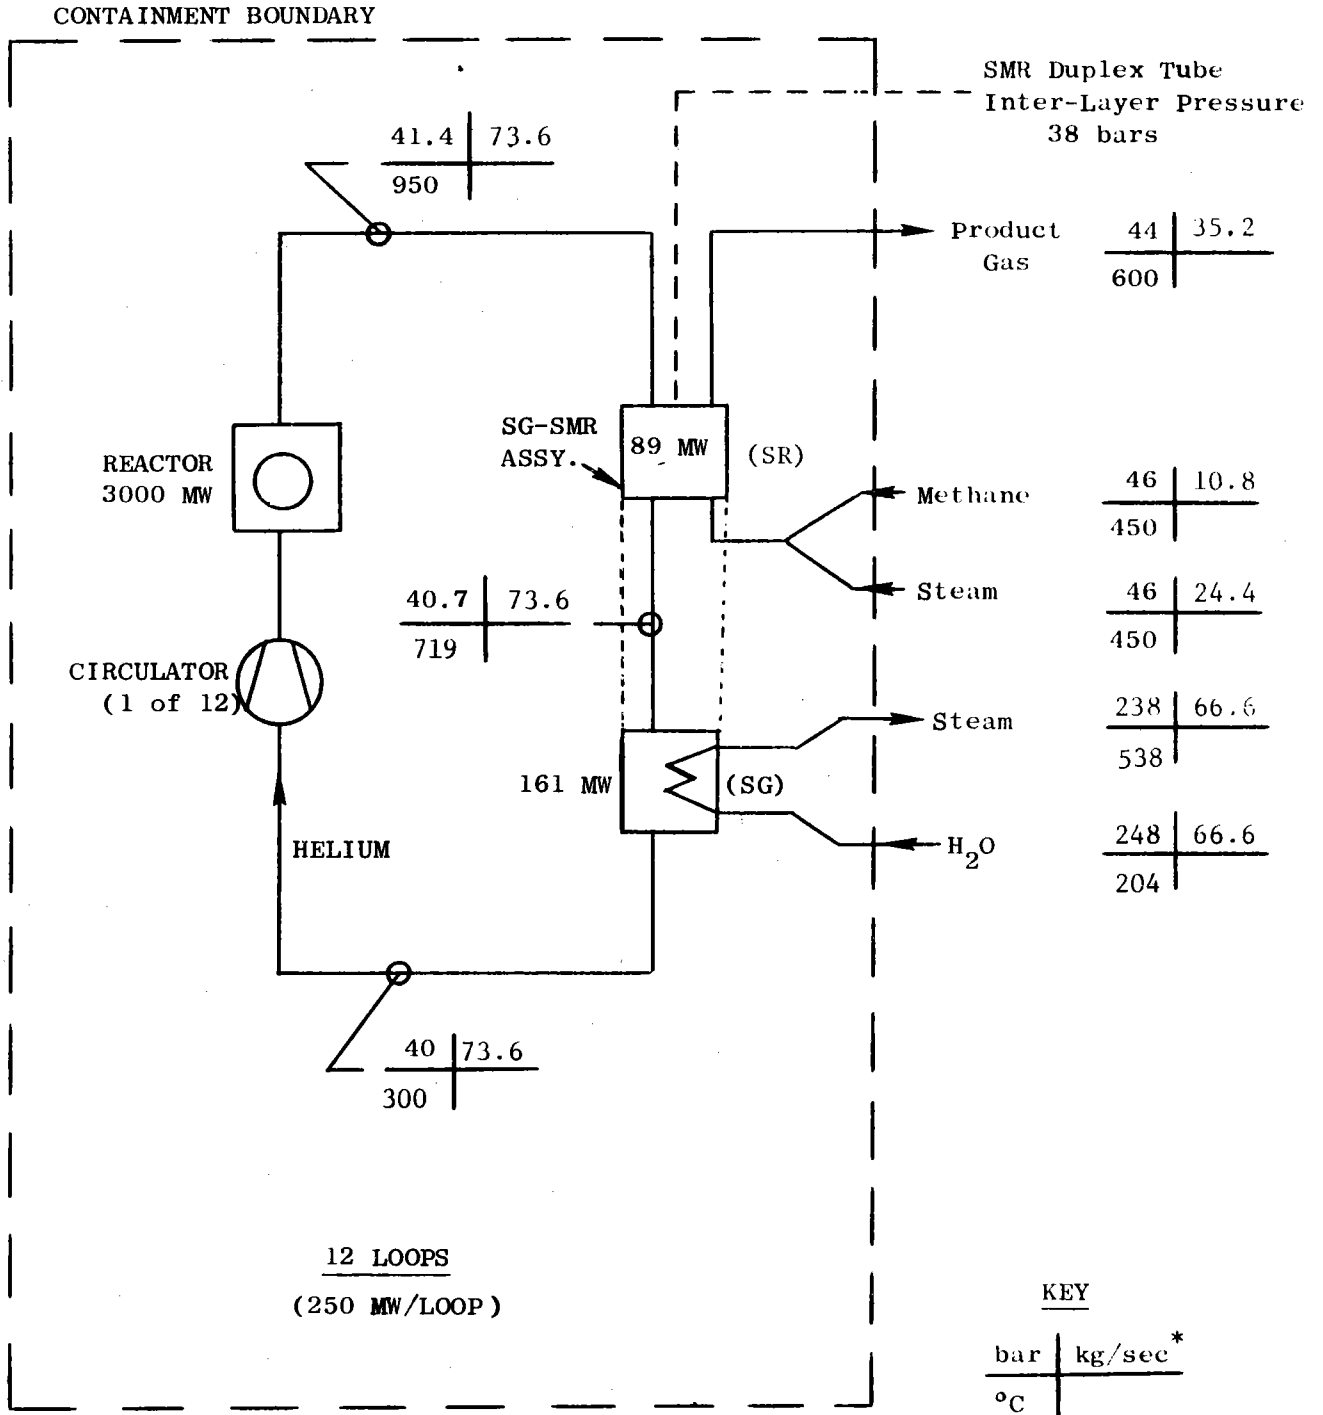 CONTAINMENT BOUNDARY
SMR Duplex Tube
Inter-Layer Pressure
38 bars
41.4 73.6
950
Product
Gas
44 35.2
600
SG-SMR
ASSY.
89 MW
(SR)
REACTOR
3000 MW
Methane
46 10.8
450
Steam
46 24.4
450
40.7 73.6
719
CIRCULATOR
(1 of 12)
Steam
238 66.6
538
161 MW
(SG)
HELIUM
H2O
248 66.6
204
40 73.6
300
12 LOOPS
(250 MW/LOOP)
KEY
bar kg/sec*
°C